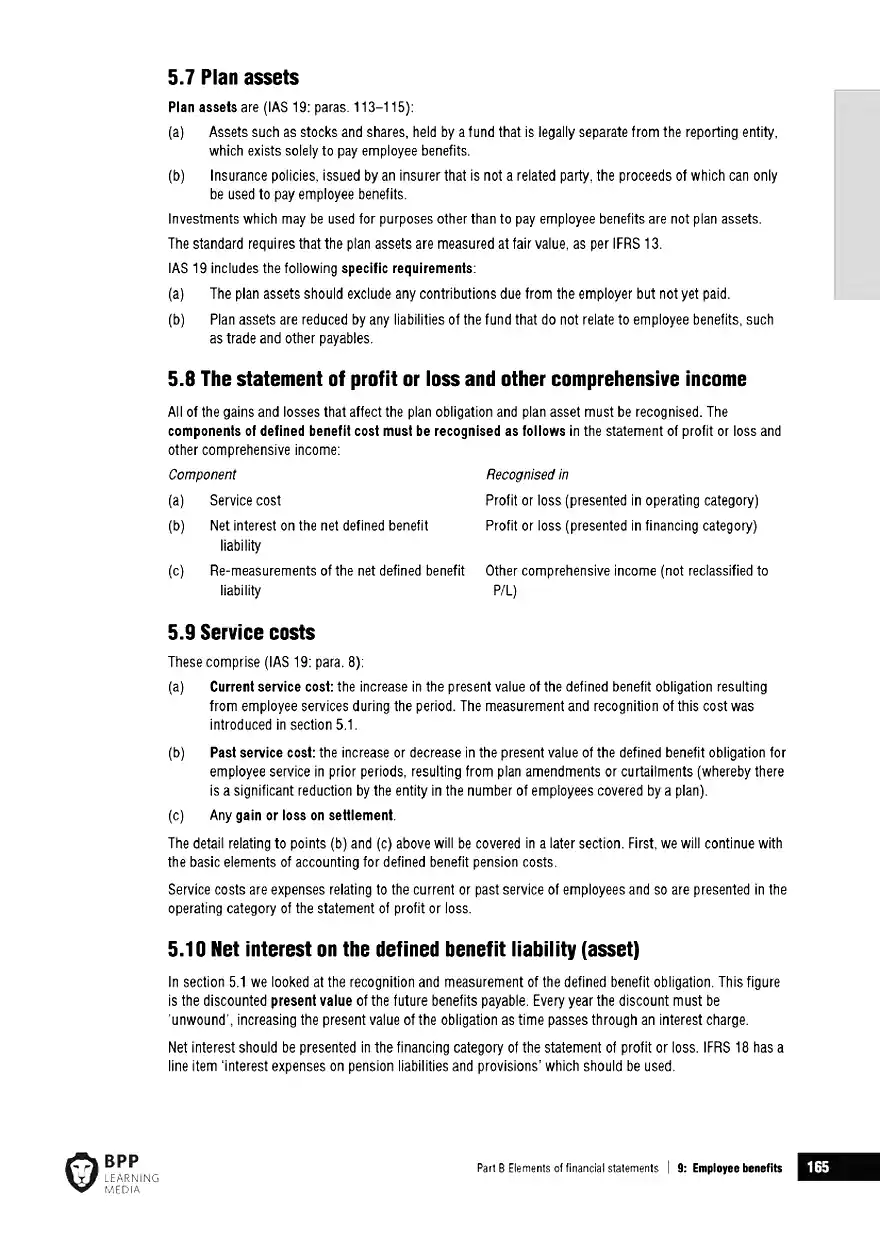 5.7 Plan assets
Plan assets are (IAS 19: paras. 113–115):
(a) Assets such as stocks and shares, held by a fund that is legally separate from the reporting entity,
which exists solely to pay employee benefits.
(b) Insurance policies, issued by an insurer that is not a related party, the proceeds of which can only
be used to pay employee benefits.
Investments which may be used for purposes other than to pay employee benefits are not plan assets.
The standard requires that the plan assets are measured at fair value, as per IFRS 13.
IAS 19 includes the following specific requirements:
(a) The plan assets should exclude any contributions due from the employer but not yet paid.
(b) Plan assets are reduced by any liabilities of the fund that do not relate to employee benefits, such
as trade and other payables.
5.8 The statement of profit or loss and other comprehensive income
All of the gains and losses that affect the plan obligation and plan asset must be recognised. The
components of defined benefit cost must be recognised as follows in the statement of profit or loss and
other comprehensive income:
Component Recognised in
(a) Service cost Profit or loss (presented in operating category)
(b) Net interest on the net defined benefit Profit or loss (presented in financing category)
liability
(c) Re-measurements of the net defined benefit Other comprehensive income (not reclassified to
liability P/L)
5.9 Service costs
These comprise (IAS 19: para. 8):
(a) Current service cost: the increase in the present value of the defined benefit obligation resulting
from employee services during the period. The measurement and recognition of this cost was
introduced in section 5.1.
(b) Past service cost: the increase or decrease in the present value of the defined benefit obligation for
employee service in prior periods, resulting from plan amendments or curtailments (whereby there
is a significant reduction by the entity in the number of employees covered by a plan).
(c) Any gain or loss on settlement.
The detail relating to points (b) and (c) above will be covered in a later section. First, we will continue with
the basic elements of accounting for defined benefit pension costs.
Service costs are expenses relating to the current or past service of employees and so are presented in the
operating category of the statement of profit or loss.
5.10 Net interest on the defined benefit liability (asset)
In section 5.1 we looked at the recognition and measurement of the defined benefit obligation. This figure
is the discounted present value of the future benefits payable. Every year the discount must be
'unwound', increasing the present value of the obligation as time passes through an interest charge.
Net interest should be presented in the financing category of the statement of profit or loss. IFRS 18 has a
line item 'interest expenses on pension liabilities and provisions' which should be used.
BPP
LEARNING
MEDIA
Part B Elements of financial statements | 9: Employee benefits 165